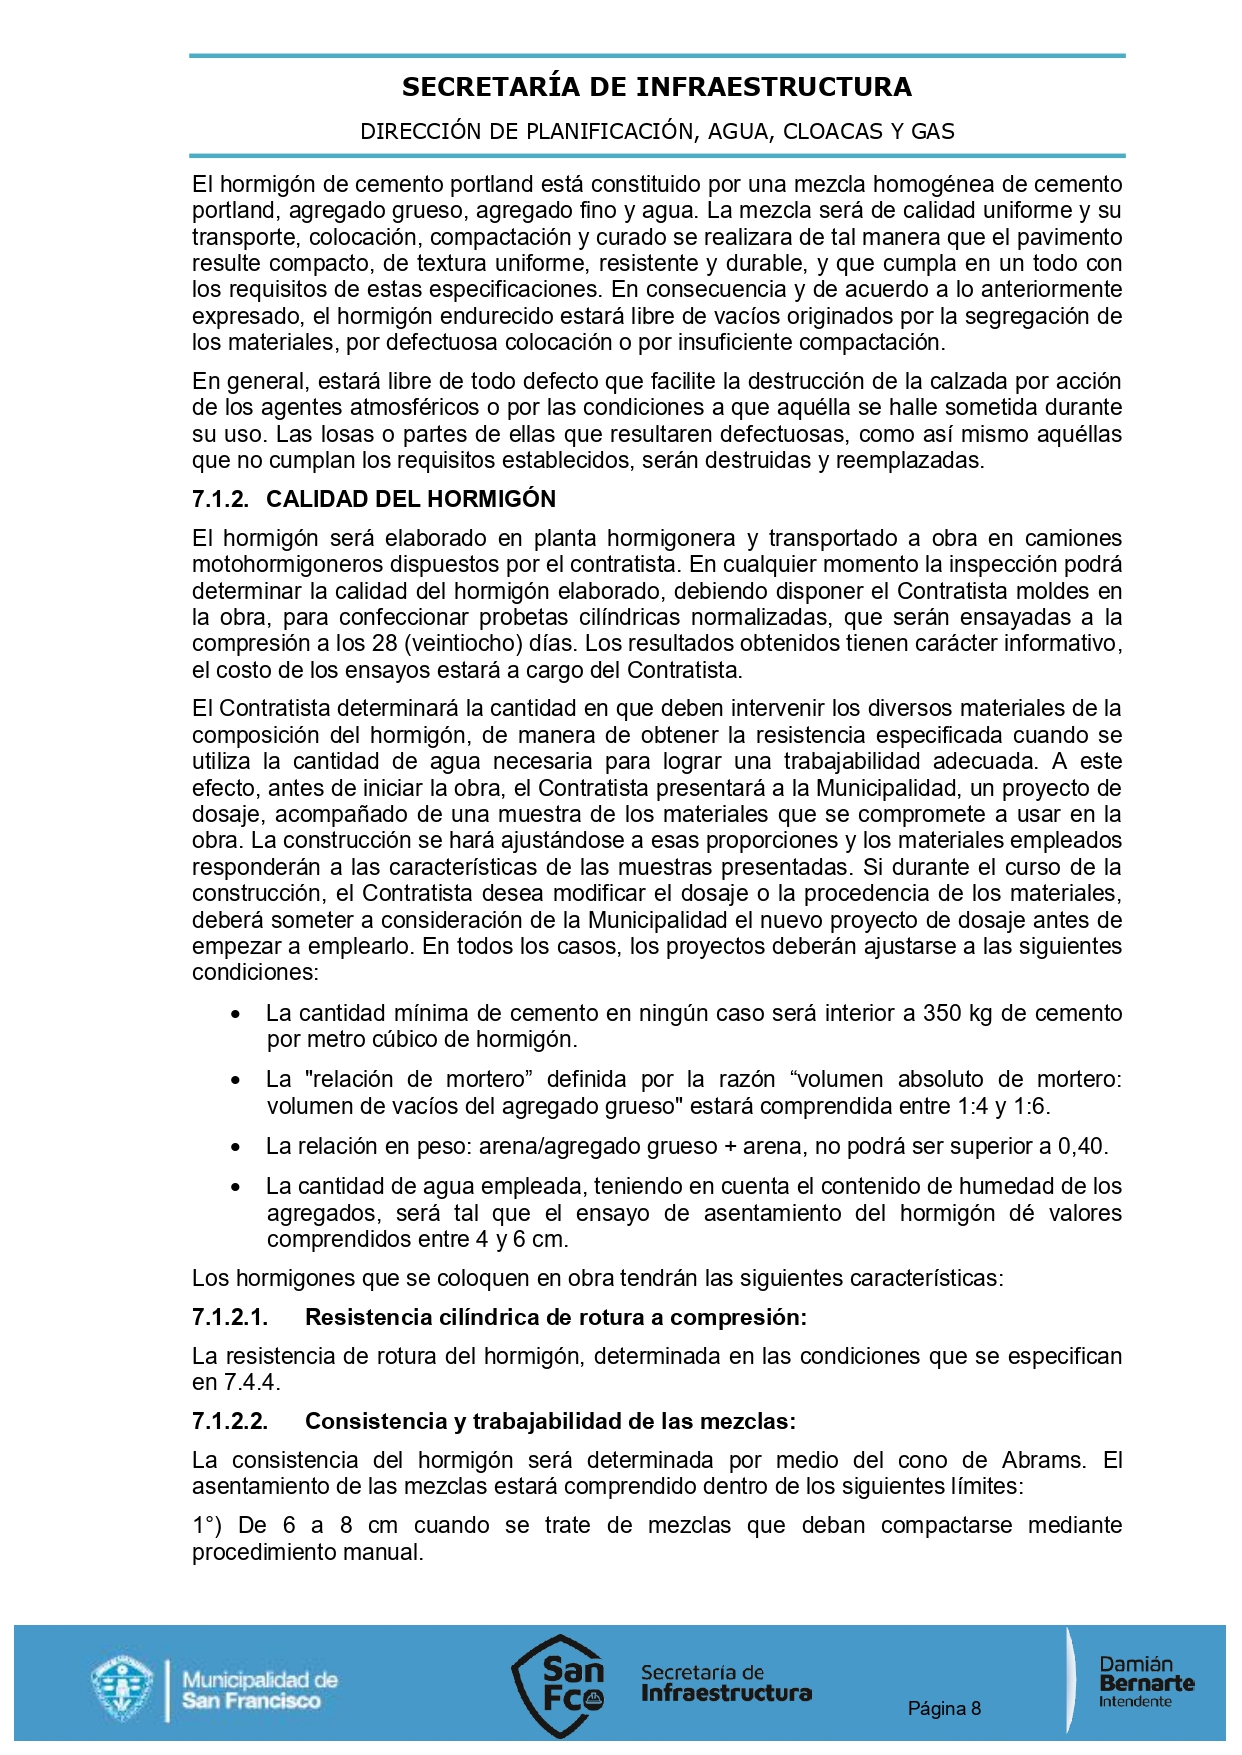 SECRETARÍA DE INFRAESTRUCTURA
DIRECCIÓN DE PLANIFICACIÓN, AGUA, CLOACAS Y GAS
El hormigón de cemento portland está constituido por una mezcla homogénea de cemento
portland, agregado grueso, agregado fino y agua. La mezcla será de calidad uniforme y su
transporte, colocación, compactación y curado se realizara de tal manera que el pavimento
resulte compacto, de textura uniforme, resistente y durable, y que cumpla en un todo con
los requisitos de estas especificaciones. En consecuencia y de acuerdo a lo anteriormente
expresado, el hormigón endurecido estará libre de vacíos originados por la segregación de
los materiales, por defectuosa colocación o por insuficiente compactación.
En general, estará libre de todo defecto que facilite la destrucción de la calzada por acción
de los agentes atmosféricos o por las condiciones a que aquélla se halle sometida durante
su uso. Las losas o partes de ellas que resultaren defectuosas, como así mismo aquéllas
que no cumplan los requisitos establecidos, serán destruidas y reemplazadas.
7.1.2. CALIDAD DEL HORMIGÓN
El hormigón será elaborado en planta hormigonera y transportado a obra en camiones
motohormigoneros dispuestos por el contratista. En cualquier momento la inspección podrá
determinar la calidad del hormigón elaborado, debiendo disponer el Contratista moldes en
la obra, para confeccionar probetas cilíndricas normalizadas, que serán ensayadas a la
compresión a los 28 (veintiocho) días. Los resultados obtenidos tienen carácter informativo,
el costo de los ensayos estará a cargo del Contratista.
El Contratista determinará la cantidad en que deben intervenir los diversos materiales de la
composición del hormigón, de manera de obtener la resistencia especificada cuando se
utiliza la cantidad de agua necesaria para lograr una trabajabilidad adecuada. A este
efecto, antes de iniciar la obra, el Contratista presentará a la Municipalidad, un proyecto de
dosaje, acompañado de una muestra de los materiales que se compromete a usar en la
obra. La construcción se hará ajustándose a esas proporciones y los materiales empleados
responderán a las características de las muestras presentadas. Si durante el curso de la
construcción, el Contratista desea modificar el dosaje o la procedencia de los materiales,
deberá someter a consideración de la Municipalidad el nuevo proyecto de dosaje antes de
empezar a emplearlo. En todos los casos, los proyectos deberán ajustarse a las siguientes
condiciones:
• La cantidad mínima de cemento en ningún caso será interior a 350 kg de cemento
por metro cúbico de hormigón.
• La "relación de mortero” definida por la razón “volumen absoluto de mortero:
volumen de vacíos del agregado grueso" estará comprendida entre 1:4 y 1:6.
• La relación en peso: arena/agregado grueso + arena, no podrá ser superior a 0,40.
• La cantidad de agua empleada, teniendo en cuenta el contenido de humedad de los
agregados, será tal que el ensayo de asentamiento del hormigón dé valores
comprendidos entre 4 y 6 cm.
Los hormigones que se coloquen en obra tendrán las siguientes características:
7.1.2.1. Resistencia cilíndrica de rotura a compresión:
La resistencia de rotura del hormigón, determinada en las condiciones que se especifican
en 7.4.4.
7.1.2.2. Consistencia y trabajabilidad de las mezclas:
La consistencia del hormigón será determinada por medio del cono de Abrams. El
asentamiento de las mezclas estará comprendido dentro de los siguientes límites:
1°) De 6 a 8 cm cuando se trate de mezclas que deban compactarse mediante
procedimiento manual.
Municipalidad de
San Francisco
San
Fco
Secretaría de
Infraestructura
Página 8
Damián
Bernarte
Intendente